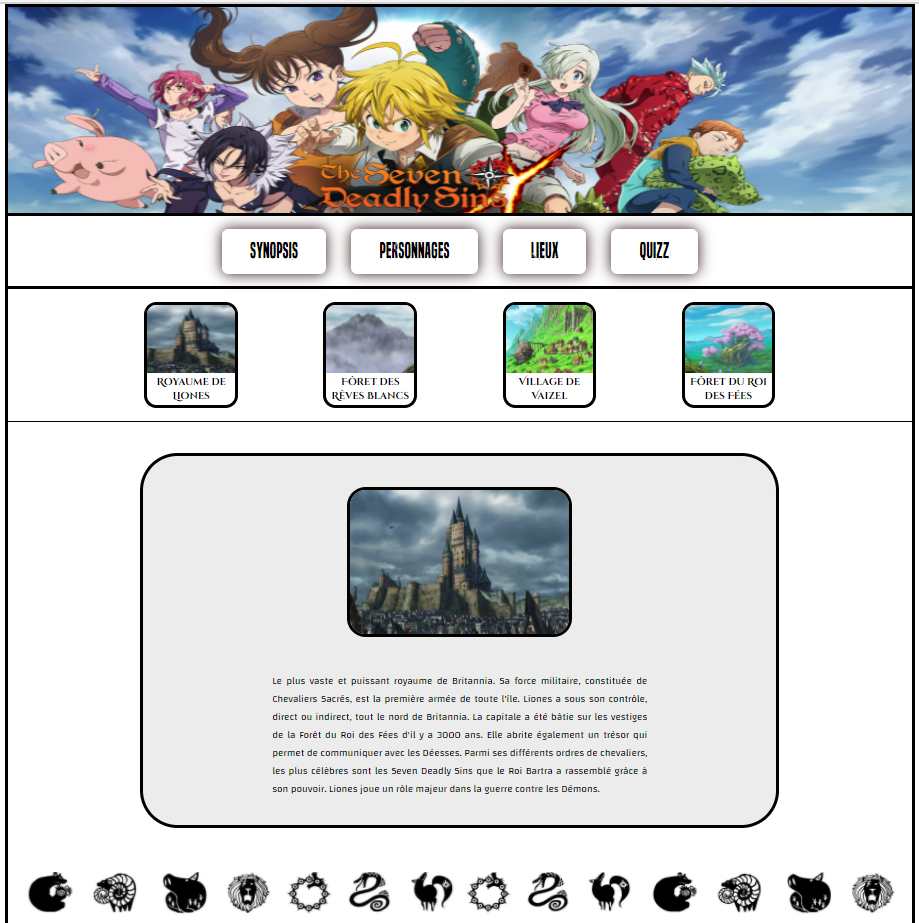 The Seven
Deadly Sins
SYNOPSIS
PERSONNAGES
LIEUX
QUIZZ
Royaume de
Liones
Fôret des
Rêves Blancs
Village de
Vaizel
Fôret du Roi
des Fées
Le plus vaste et puissant royaume de Britannia. Sa force militaire, constituée de
Chevaliers Sacrés, est la première armée de toute l'île. Liones a sous son contrôle,
direct ou indirect, tout le nord de Britannia. La capitale a été bâtie sur les vestiges
de la Forêt du Roi des Fées d'il y a 3000 ans. Elle abrite également un trésor qui
permet de communiquer avec les Déesses. Parmi ses différents ordres de chevaliers,
les plus célèbres sont les Seven Deadly Sins que le Roi Bartra a rassemblé grâce à
son pouvoir. Liones joue un rôle majeur dans la guerre contre les Démons.